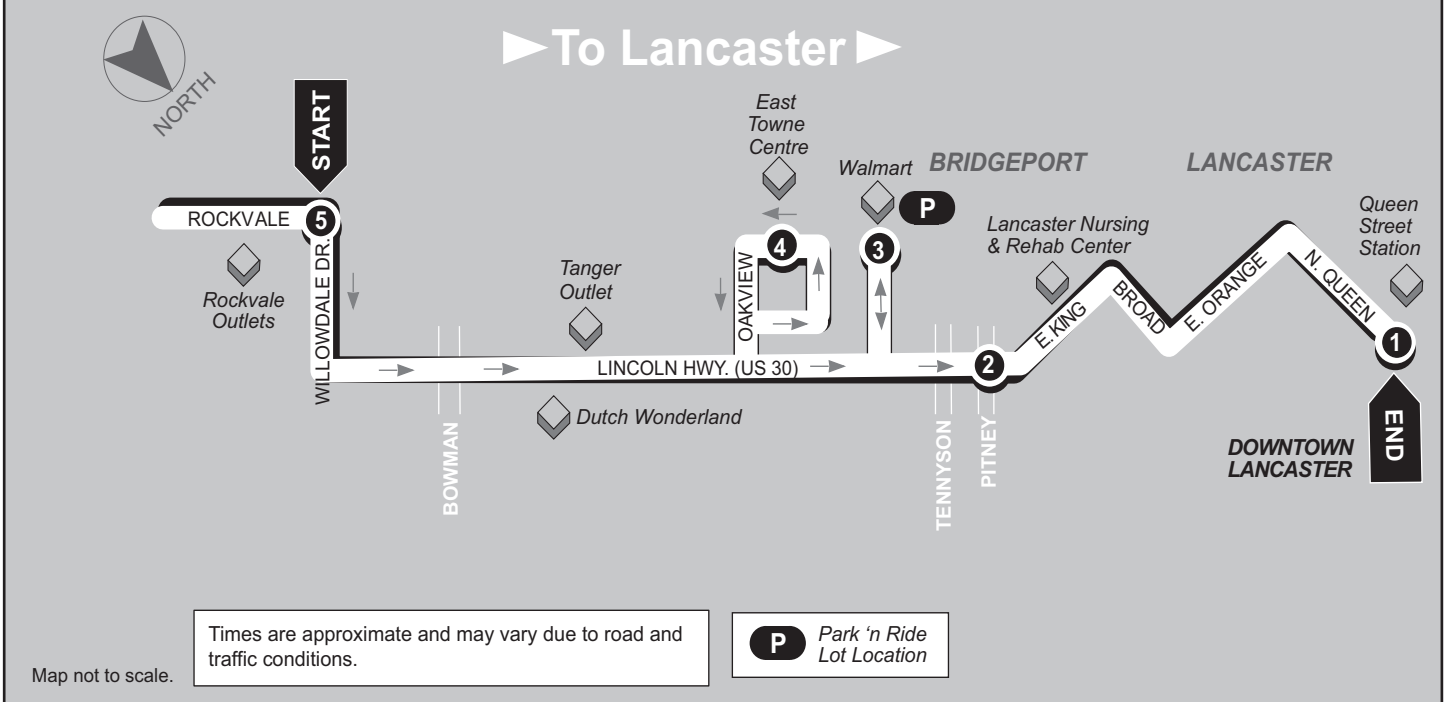 To Lancaster
NORTH
START
East
Towne
Centre
Walmart
P
BRIDGEPORT
LANCASTER
Queen
Street
Station
ROCKVALE
5
WILLOWDALE DR.
Rockvale
Outlets
Tanger
Outlet
OAKVIEW
4
3
Lancaster Nursing
& Rehab Center
E. KING
BROAD
E. ORANGE
N. QUEEN
1
END
DOWNTOWN
LANCASTER
LINCOLN HWY. (US 30)
2
Dutch Wonderland
BOWMAN
TENNYSON
PITNEY
Map not to scale.
Times are approximate and may vary due to road and
traffic conditions.
P
Park ‘n Ride
Lot Location